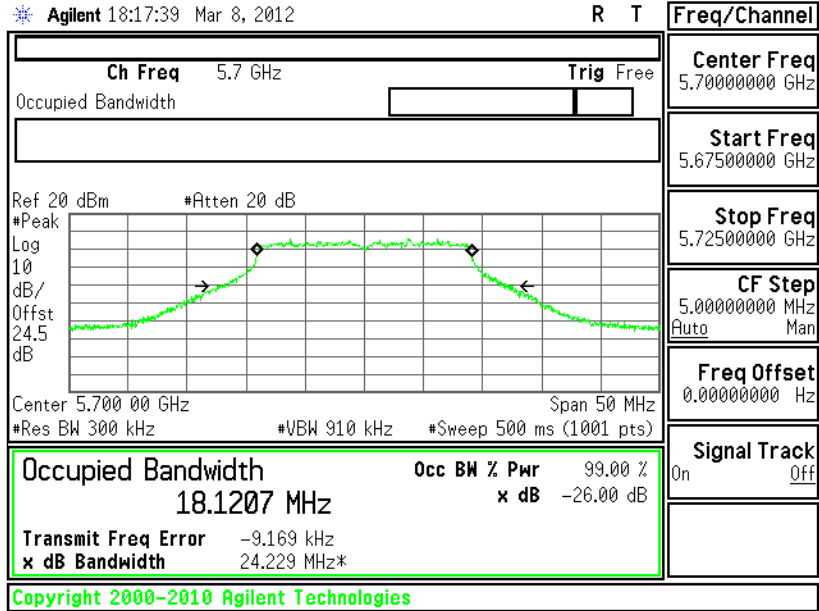 Agilent 18:17:39 Mar 8, 2012 R T
Ch Freq 5.7 GHz Trig Free
Occupied Bandwidth
Ref 20 dBm #Atten 20 dB
#Peak
Log
10
dB/
Offst
24.5
dB
Center 5.700 00 GHz Span 50 MHz
#Res BW 300 kHz #VBW 910 kHz #Sweep 500 ms (1001 pts)
Occupied Bandwidth Occ BW % Pwr 99.00 %
18.1207 MHz x dB -26.00 dB
Transmit Freq Error -9.169 kHz
x dB Bandwidth 24.229 MHz*
Copyright 2000-2010 Agilent Technologies
Freq/Channel
Center Freq
5.70000000 GHz
Start Freq
5.67500000 GHz
Stop Freq
5.72500000 GHz
CF Step
5.00000000 MHz
Auto Man
Freq Offset
0.00000000 Hz
Signal Track
On Off